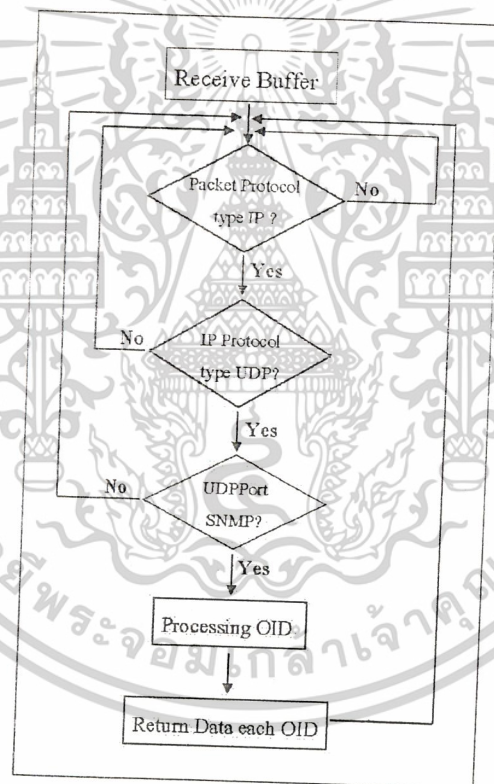 Receive Buffer
Packet Protocol
type IP ?
No
Yes
No
IP Protocol
type UDP?
Yes
No
UDPPort
SNMP?
Yes
Processing OID
Return Data each OID